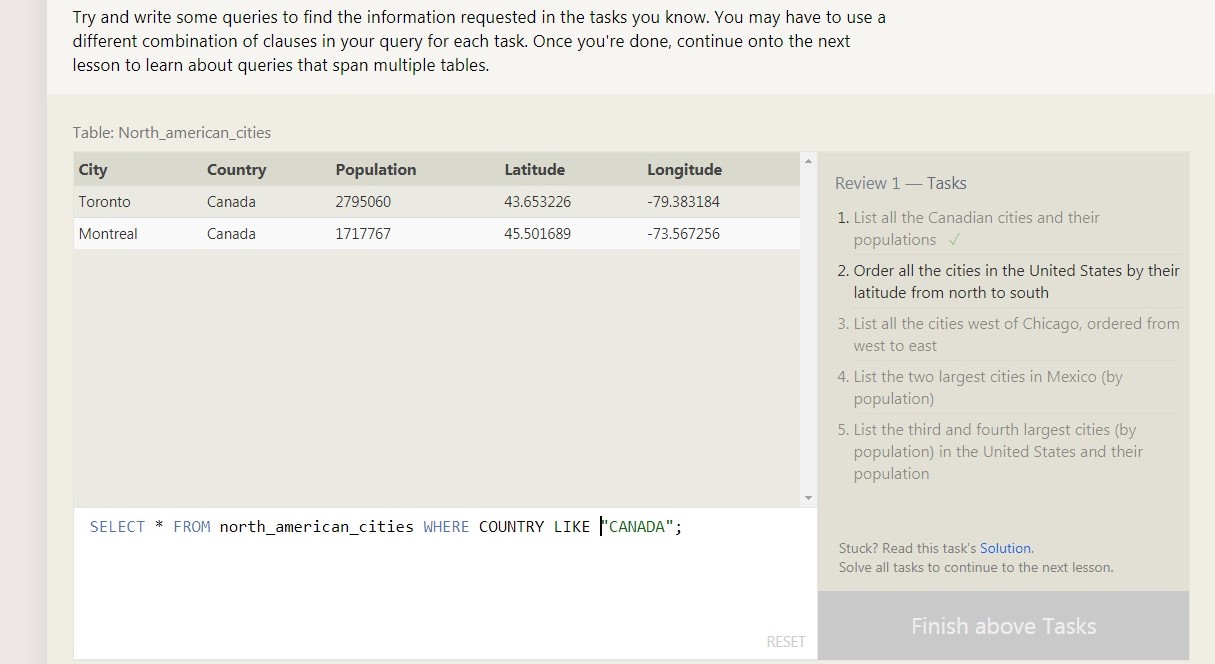 Try and write some queries to find the information requested in the tasks you know. You may have to use a
different combination of clauses in your query for each task. Once you're done, continue onto the next
lesson to learn about queries that span multiple tables.
Table: North_american_cities
City Country Population Latitude Longitude
Toronto Canada 2795060 43.653226 -79.383184
Montreal Canada 1717767 45.501689 -73.567256
SELECT * FROM north_american_cities WHERE COUNTRY LIKE "CANADA";
RESET
Review 1 — Tasks
1. List all the Canadian cities and their
populations ✓
2. Order all the cities in the United States by their
latitude from north to south
3. List all the cities west of Chicago, ordered from
west to east
4. List the two largest cities in Mexico (by
population)
5. List the third and fourth largest cities (by
population) in the United States and their
population
Stuck? Read this task's Solution.
Solve all tasks to continue to the next lesson.
Finish above Tasks